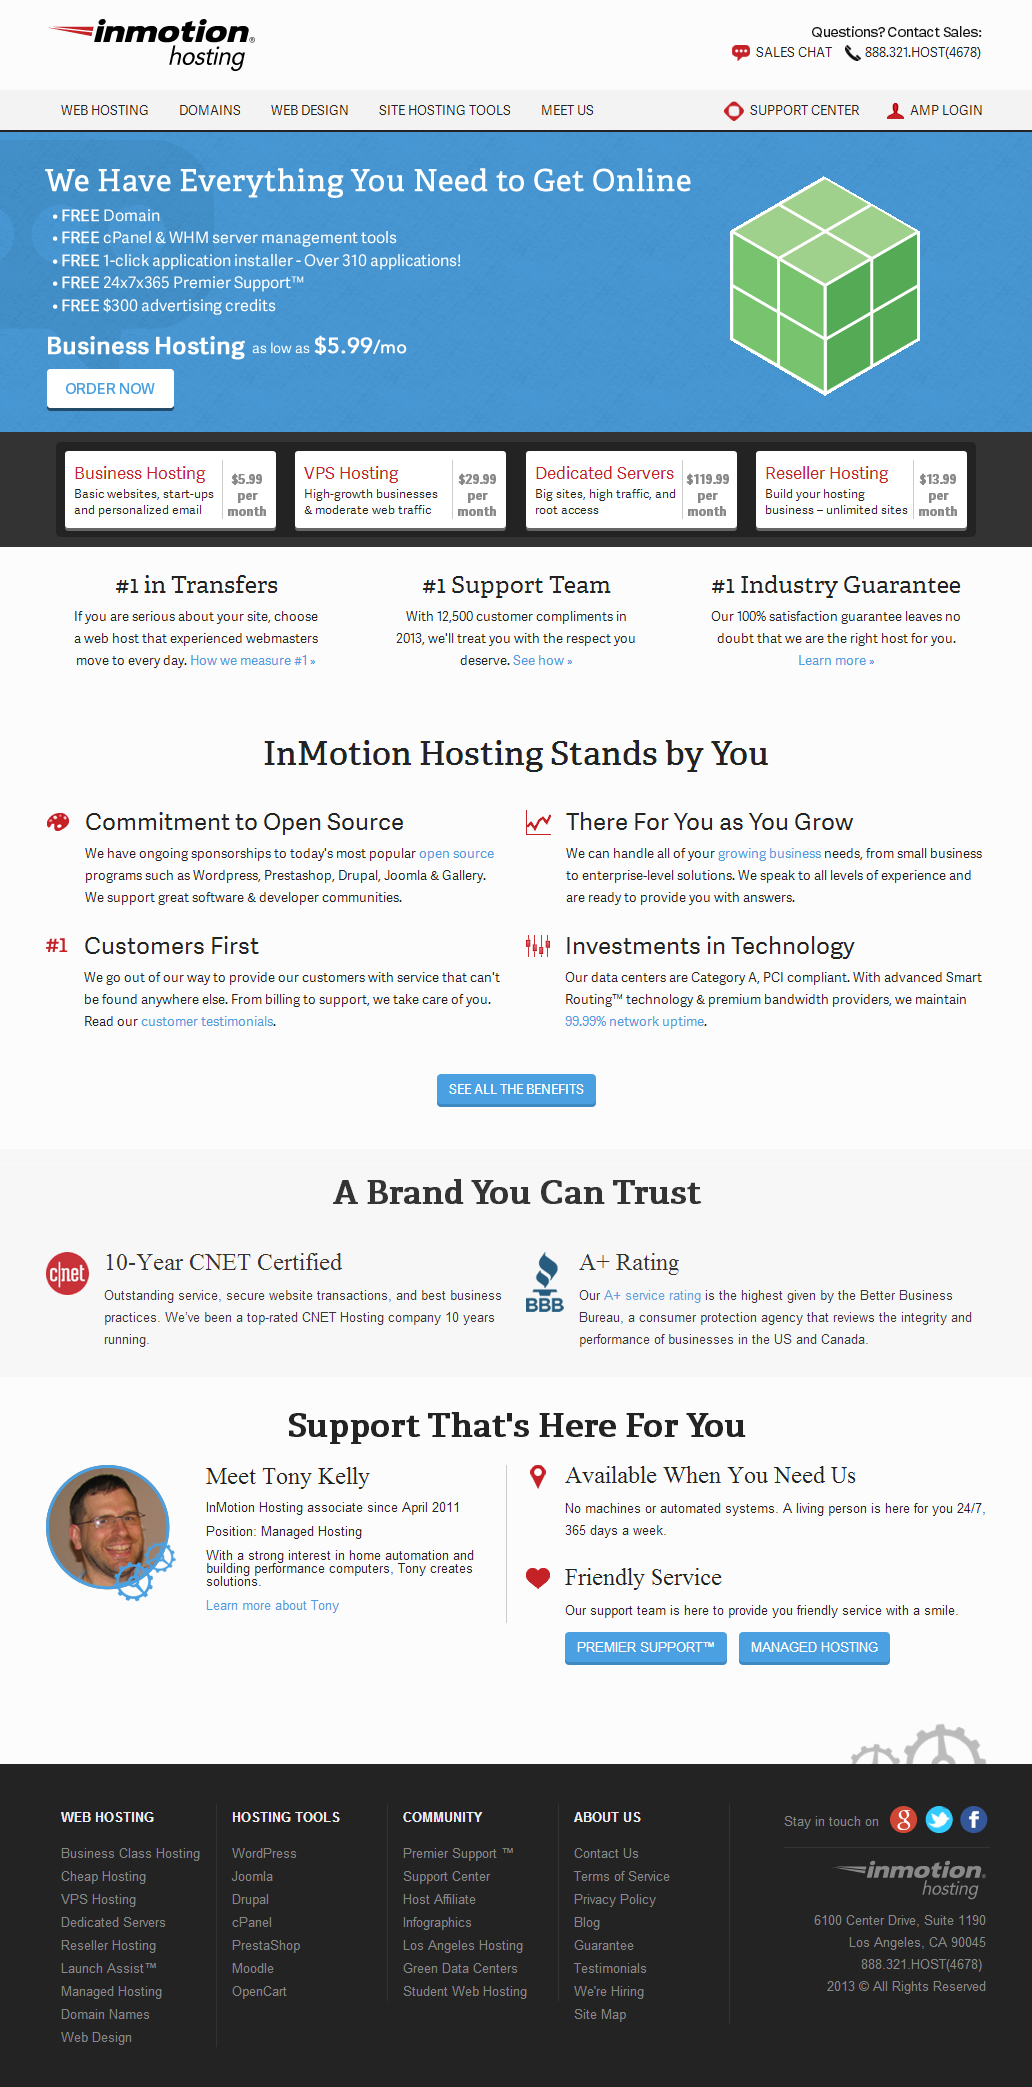 inmotion®
hosting
Questions? Contact Sales:
SALES CHAT 888.321.HOST(4678)
WEB HOSTING DOMAINS WEB DESIGN SITE HOSTING TOOLS MEET US SUPPORT CENTER AMP LOGIN
We Have Everything You Need to Get Online
• FREE Domain
• FREE cPanel & WHM server management tools
• FREE 1-click application installer - Over 310 applications!
• FREE 24x7x365 Premier Support™
• FREE $300 advertising credits
Business Hosting as low as $5.99/mo
ORDER NOW
Business Hosting
Basic websites, start-ups
and personalized email
$5.99
per
month
VPS Hosting
High-growth businesses
& moderate web traffic
$29.99
per
month
Dedicated Servers
Big sites, high traffic, and
root access
$119.99
per
month
Reseller Hosting
Build your hosting
business – unlimited sites
$13.99
per
month
#1 in Transfers
If you are serious about your site, choose
a web host that experienced webmasters
move to every day. How we measure #1 »
#1 Support Team
With 12,500 customer compliments in
2013, we'll treat you with the respect you
deserve. See how »
#1 Industry Guarantee
Our 100% satisfaction guarantee leaves no
doubt that we are the right host for you.
Learn more »
InMotion Hosting Stands by You
Commitment to Open Source
We have ongoing sponsorships to today's most popular open source
programs such as Wordpress, Prestashop, Drupal, Joomla & Gallery.
We support great software & developer communities.
There For You as You Grow
We can handle all of your growing business needs, from small business
to enterprise-level solutions. We speak to all levels of experience and
are ready to provide you with answers.
#1 Customers First
We go out of our way to provide our customers with service that can't
be found anywhere else. From billing to support, we take care of you.
Read our customer testimonials.
Investments in Technology
Our data centers are Category A, PCI compliant. With advanced Smart
Routing™ technology & premium bandwidth providers, we maintain
99.99% network uptime.
SEE ALL THE BENEFITS
A Brand You Can Trust
c|net
10-Year CNET Certified
Outstanding service, secure website transactions, and best business
practices. We've been a top-rated CNET Hosting company 10 years
running.
BBB
A+ Rating
Our A+ service rating is the highest given by the Better Business
Bureau, a consumer protection agency that reviews the integrity and
performance of businesses in the US and Canada.
Support That's Here For You
Meet Tony Kelly
InMotion Hosting associate since April 2011
Position: Managed Hosting
With a strong interest in home automation and
building performance computers, Tony creates
solutions.
Learn more about Tony
Available When You Need Us
No machines or automated systems. A living person is here for you 24/7,
365 days a week.
Friendly Service
Our support team is here to provide you friendly service with a smile.
PREMIER SUPPORT™ MANAGED HOSTING
WEB HOSTING
Business Class Hosting
Cheap Hosting
VPS Hosting
Dedicated Servers
Reseller Hosting
Launch Assist™
Managed Hosting
Domain Names
Web Design
HOSTING TOOLS
WordPress
Joomla
Drupal
cPanel
PrestaShop
Moodle
OpenCart
COMMUNITY
Premier Support ™
Support Center
Host Affiliate
Infographics
Los Angeles Hosting
Green Data Centers
Student Web Hosting
ABOUT US
Contact Us
Terms of Service
Privacy Policy
Blog
Guarantee
Testimonials
We're Hiring
Site Map
Stay in touch on g f
inmotion®
hosting
6100 Center Drive, Suite 1190
Los Angeles, CA 90045
888.321.HOST(4678)
2013 © All Rights Reserved